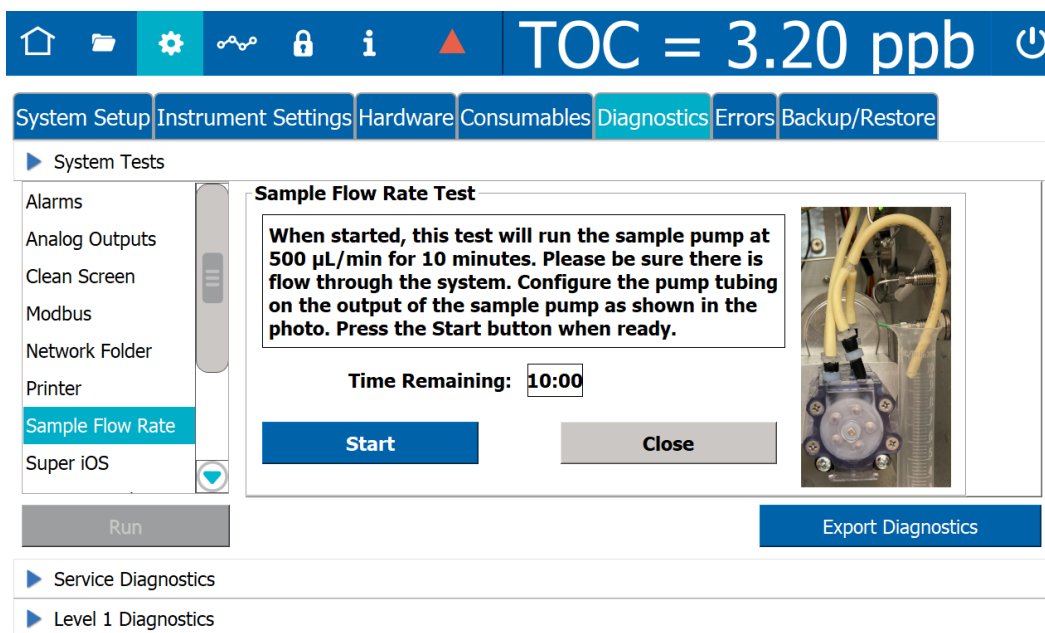 TOC = 3.20 ppb
System Setup Instrument Settings Hardware Consumables Diagnostics Errors Backup/Restore
System Tests
Alarms
Analog Outputs
Clean Screen
Modbus
Network Folder
Printer
Sample Flow Rate
Super iOS
Sample Flow Rate Test
When started, this test will run the sample pump at
500 µL/min for 10 minutes. Please be sure there is
flow through the system. Configure the pump tubing
on the output of the sample pump as shown in the
photo. Press the Start button when ready.
Time Remaining: 10:00
Start Close
Run Export Diagnostics
Service Diagnostics
Level 1 Diagnostics